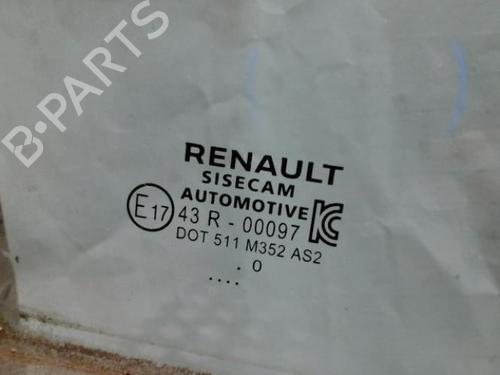 B-PARTS
RENAULT
SISECAM
AUTOMOTIVE
E17 43 R - 00097
DOT 511 M352 AS2
. 0
....